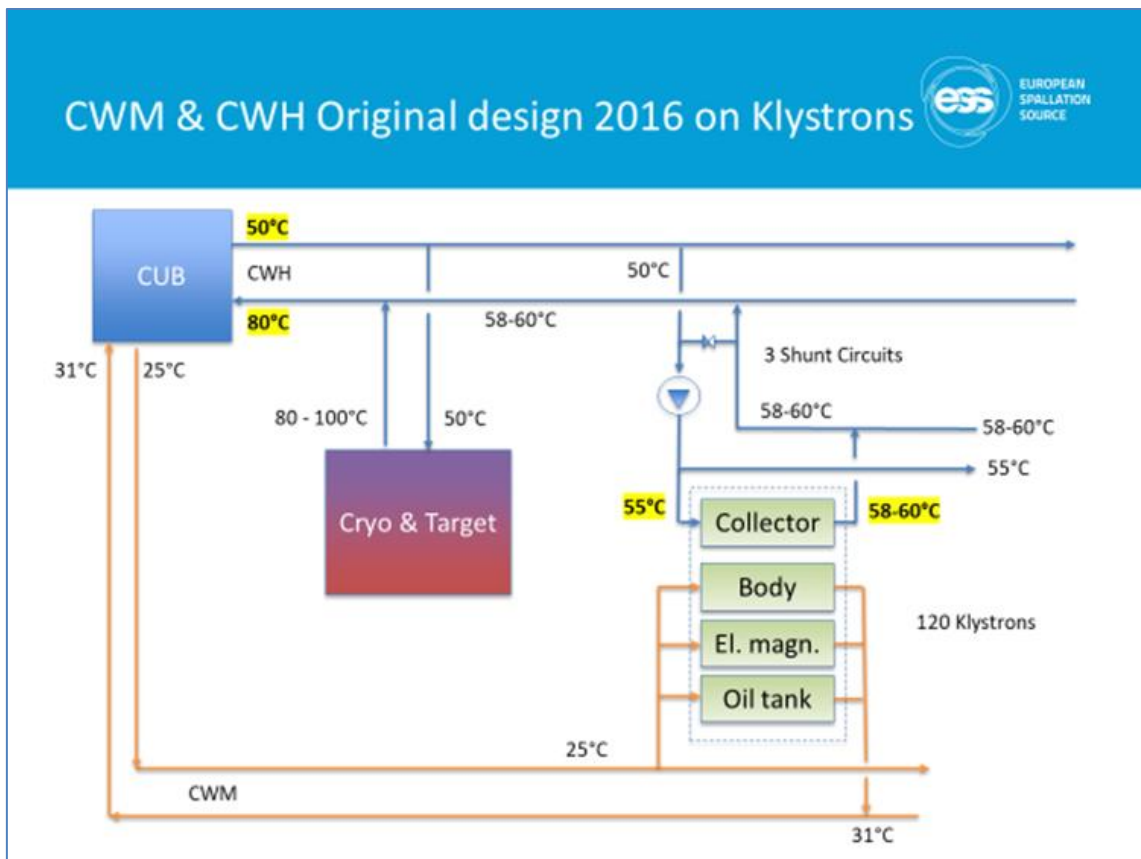 CWM & CWH Original design 2016 on Klystrons
ess
EUROPEAN
SPALLATION
SOURCE
50°C
CUB
CWH
50°C
80°C
58-60°C
31°C
25°C
3 Shunt Circuits
80 - 100°C
50°C
58-60°C
58-60°C
55°C
Cryo & Target
55°C
Collector
58-60°C
Body
120 Klystrons
El. magn.
Oil tank
25°C
CWM
31°C